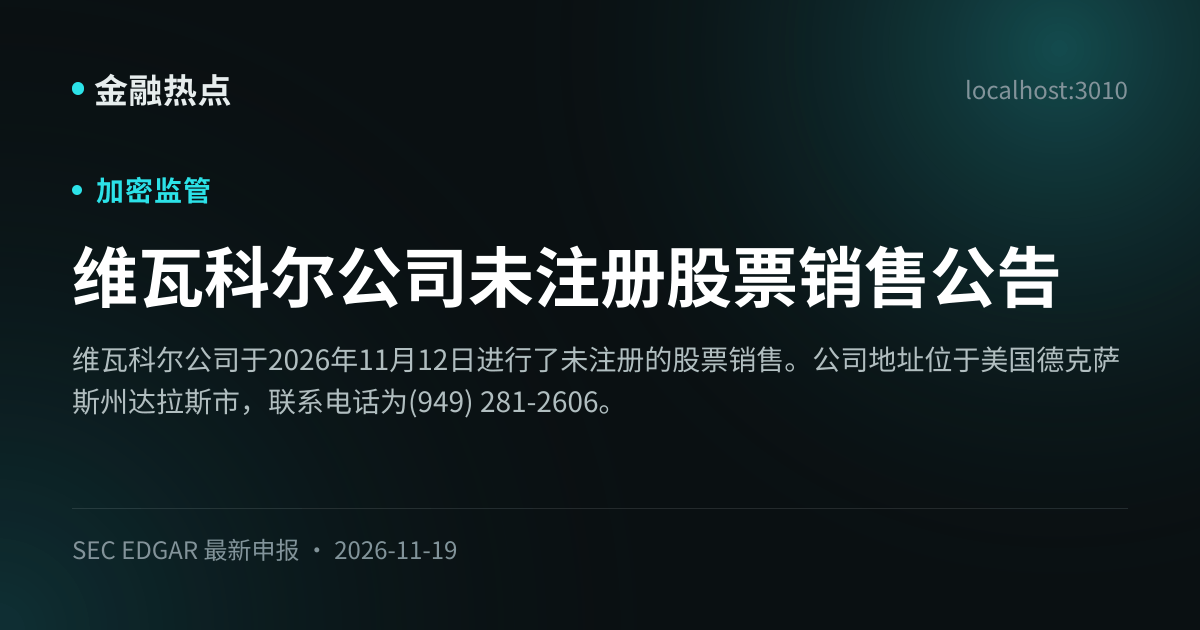 金融热点
localhost:3010
加密监管
维瓦科尔公司未注册股票销售公告
维瓦科尔公司于2026年11月12日进行了未注册的股票销售。公司地址位于美国德克萨
斯州达拉斯市，联系电话为(949) 281-2606。
SEC EDGAR 最新申报 · 2026-11-19